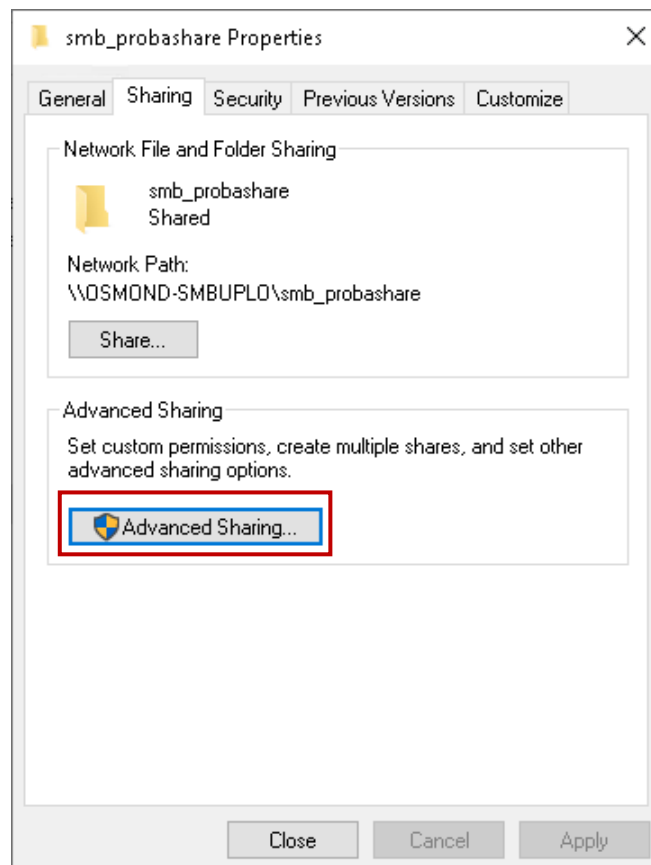 smb_probashare Properties
General Sharing Security Previous Versions Customize
Network File and Folder Sharing
smb_probashare
Shared
Network Path:
\\OSMOND-SMBUPLO\smb_probashare
Share...
Advanced Sharing
Set custom permissions, create multiple shares, and set other
advanced sharing options.
Advanced Sharing...
Close Cancel Apply